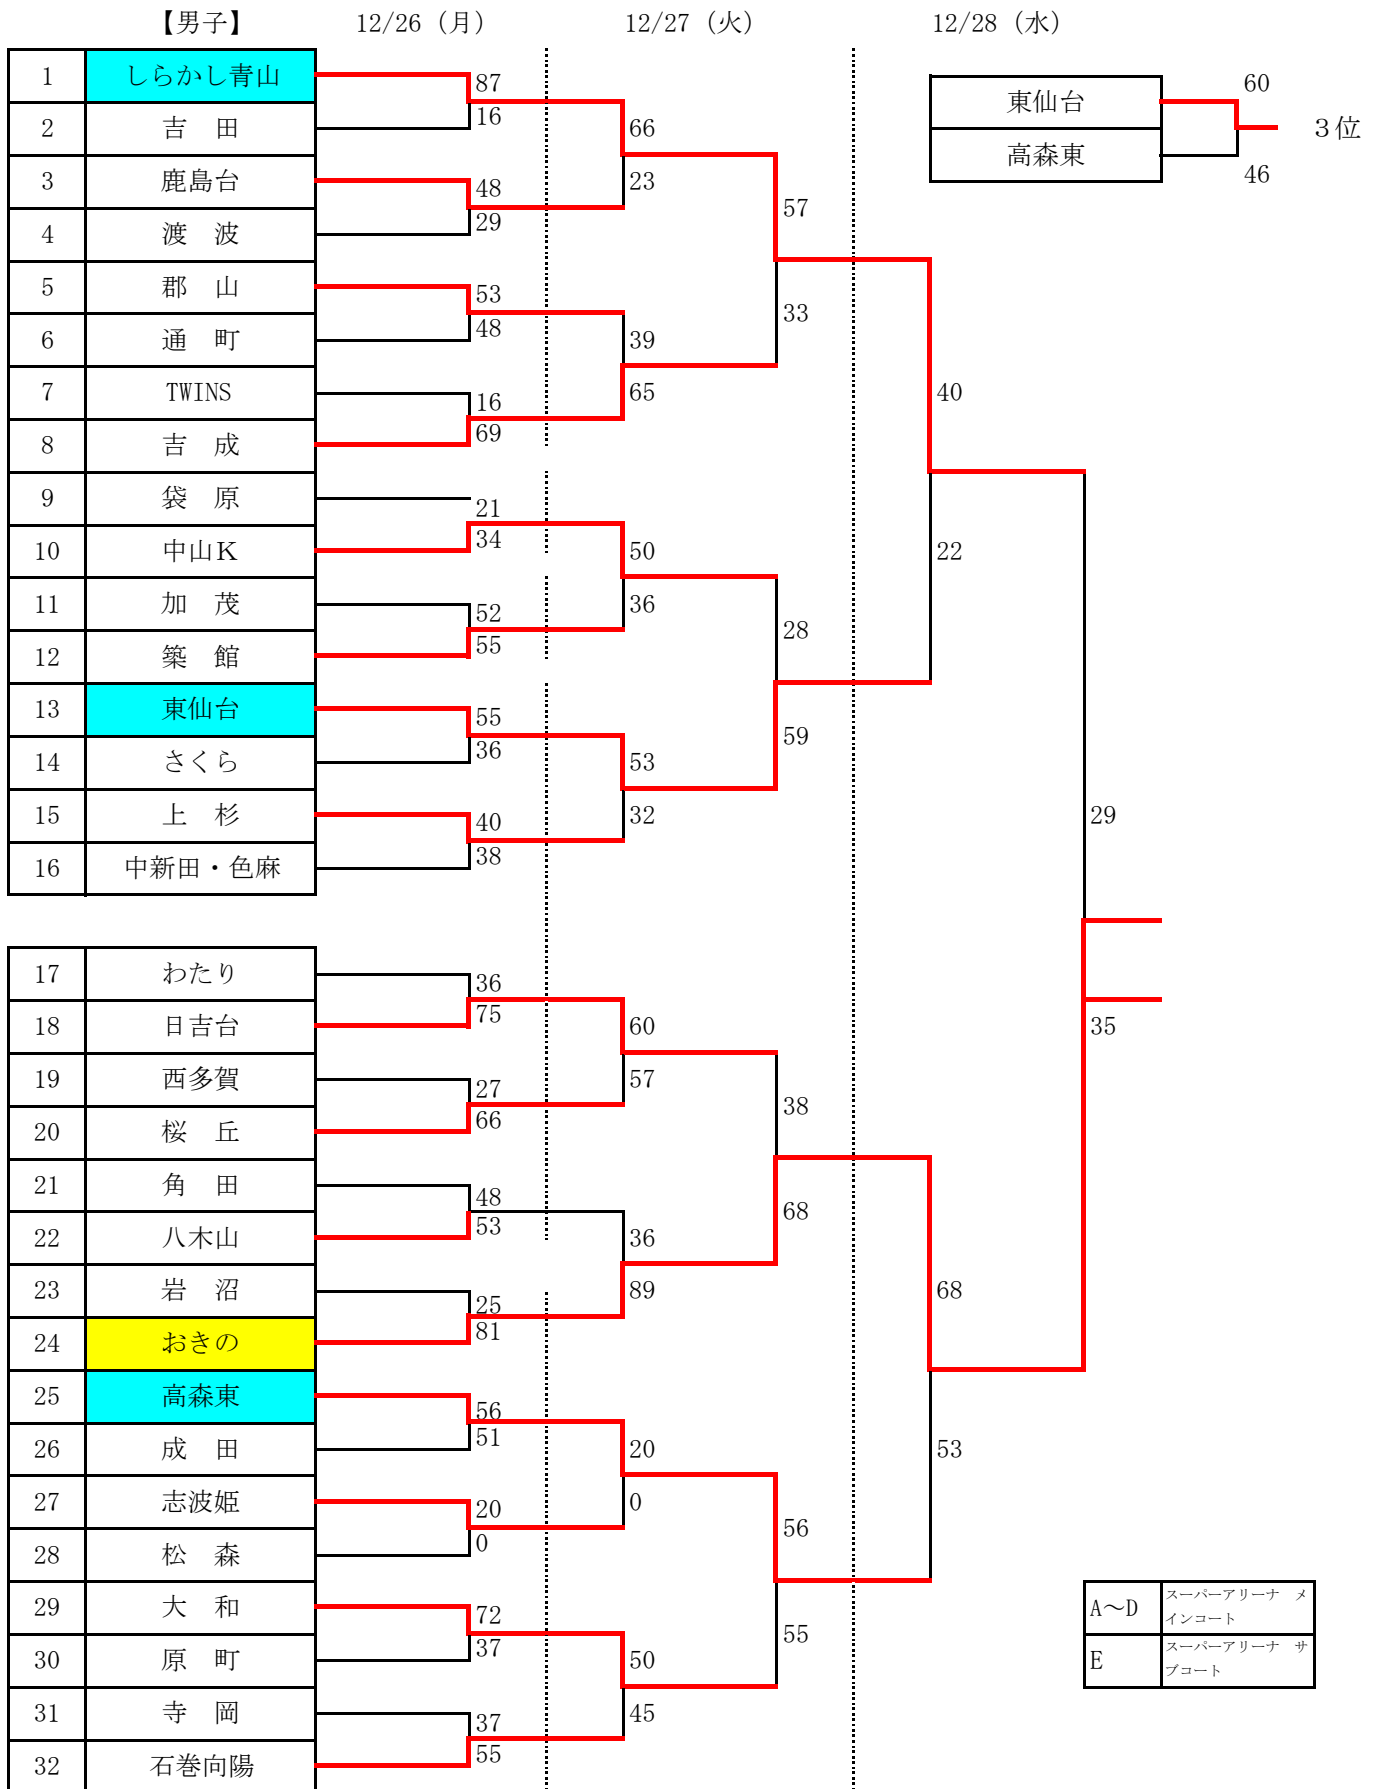 【男子】 12/26（月） 12/27（火） 12/28（水）
1 しらかし青山
2 吉　田
3 鹿島台
4 渡　波
5 郡　山
6 通　町
7 TWINS
8 吉　成
9 袋　原
10 中山Ｋ
11 加　茂
12 築　館
13 東仙台
14 さくら
15 上　杉
16 中新田・色麻
17 わたり
18 日吉台
19 西多賀
20 桜　丘
21 角　田
22 八木山
23 岩　沼
24 おきの
25 高森東
26 成　田
27 志波姫
28 松　森
29 大　和
30 原　町
31 寺　岡
32 石巻向陽
87
16
48
29
53
48
16
69
21
34
52
55
55
36
40
38
36
75
27
66
48
53
25
81
56
51
20
0
72
37
37
55
66
23
39
65
50
36
53
32
60
57
36
89
20
0
50
45
57
33
28
59
38
68
56
55
40
22
68
53
29
35
東仙台
高森東
60
46
３位
A～D スーパーアリーナ　メ
インコート
E スーパーアリーナ　サ
ブコート